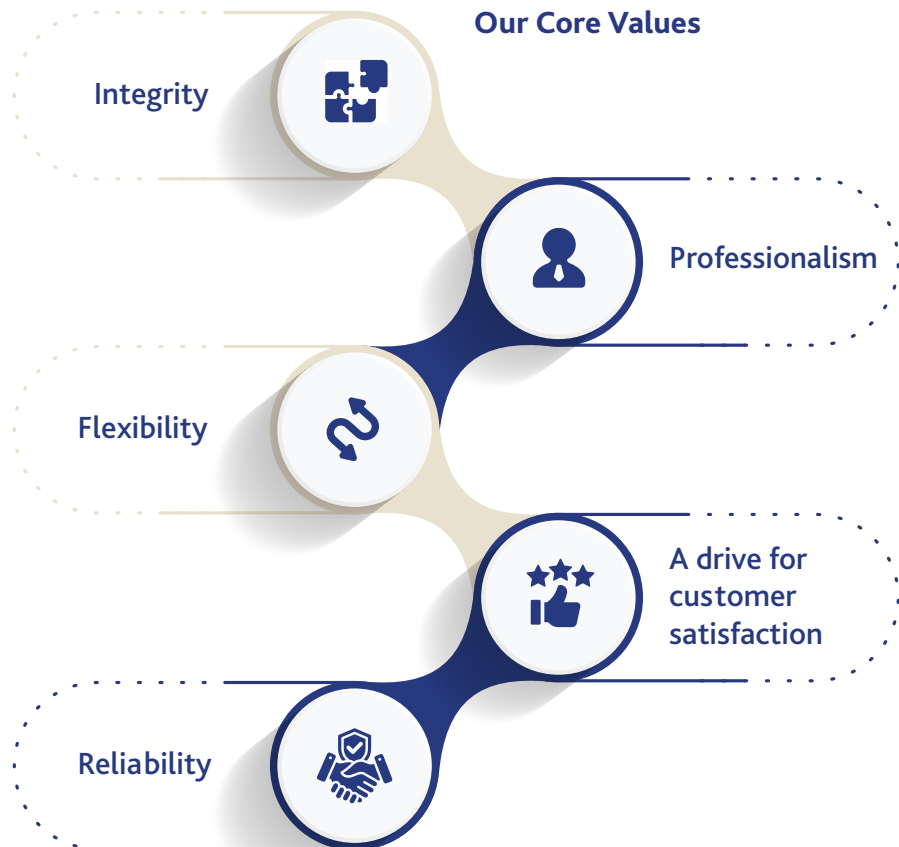 Our Core Values
Integrity
Professionalism
Flexibility
A drive for
customer
satisfaction
Reliability